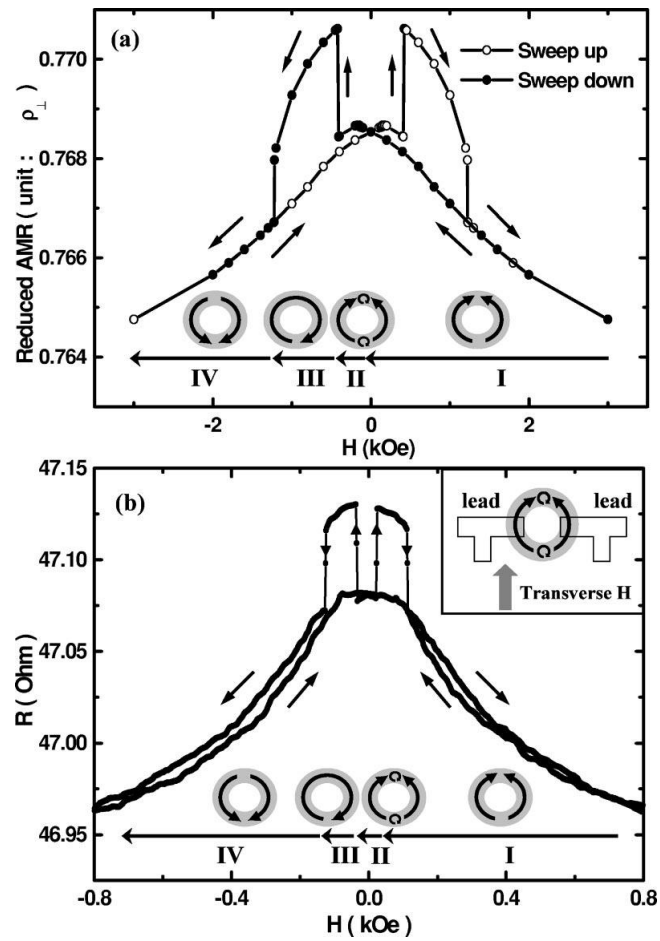 (a)
Sweep up
Sweep down
Reduced AMR ( unit : ρ⊥ )
0.770
0.768
0.766
0.764
IV III II I
-2 0 2
H (kOe)
(b)
lead lead
Transverse H
R (Ohm)
47.15
47.10
47.05
47.00
46.95
IV III II I
-0.8 -0.4 0.0 0.4 0.8
H (kOe)